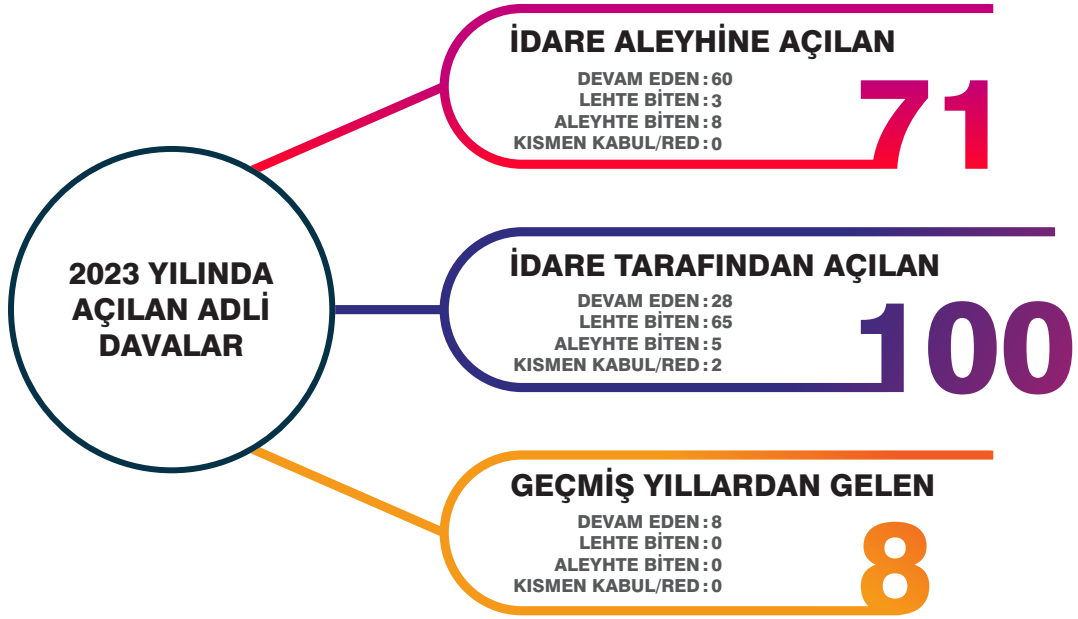 2023 YILINDA
AÇILAN ADLİ
DAVALAR
İDARE ALEYHİNE AÇILAN
DEVAM EDEN:60
LEHTE BİTEN:3
ALEYHTE BİTEN:8
KISMEN KABUL/RED:0
71
İDARE TARAFINDAN AÇILAN
DEVAM EDEN:28
LEHTE BİTEN:65
ALEYHTE BİTEN:5
KISMEN KABUL/RED:2
100
GEÇMİŞ YILLARDAN GELEN
DEVAM EDEN:8
LEHTE BİTEN:0
ALEYHTE BİTEN:0
KISMEN KABUL/RED:0
8